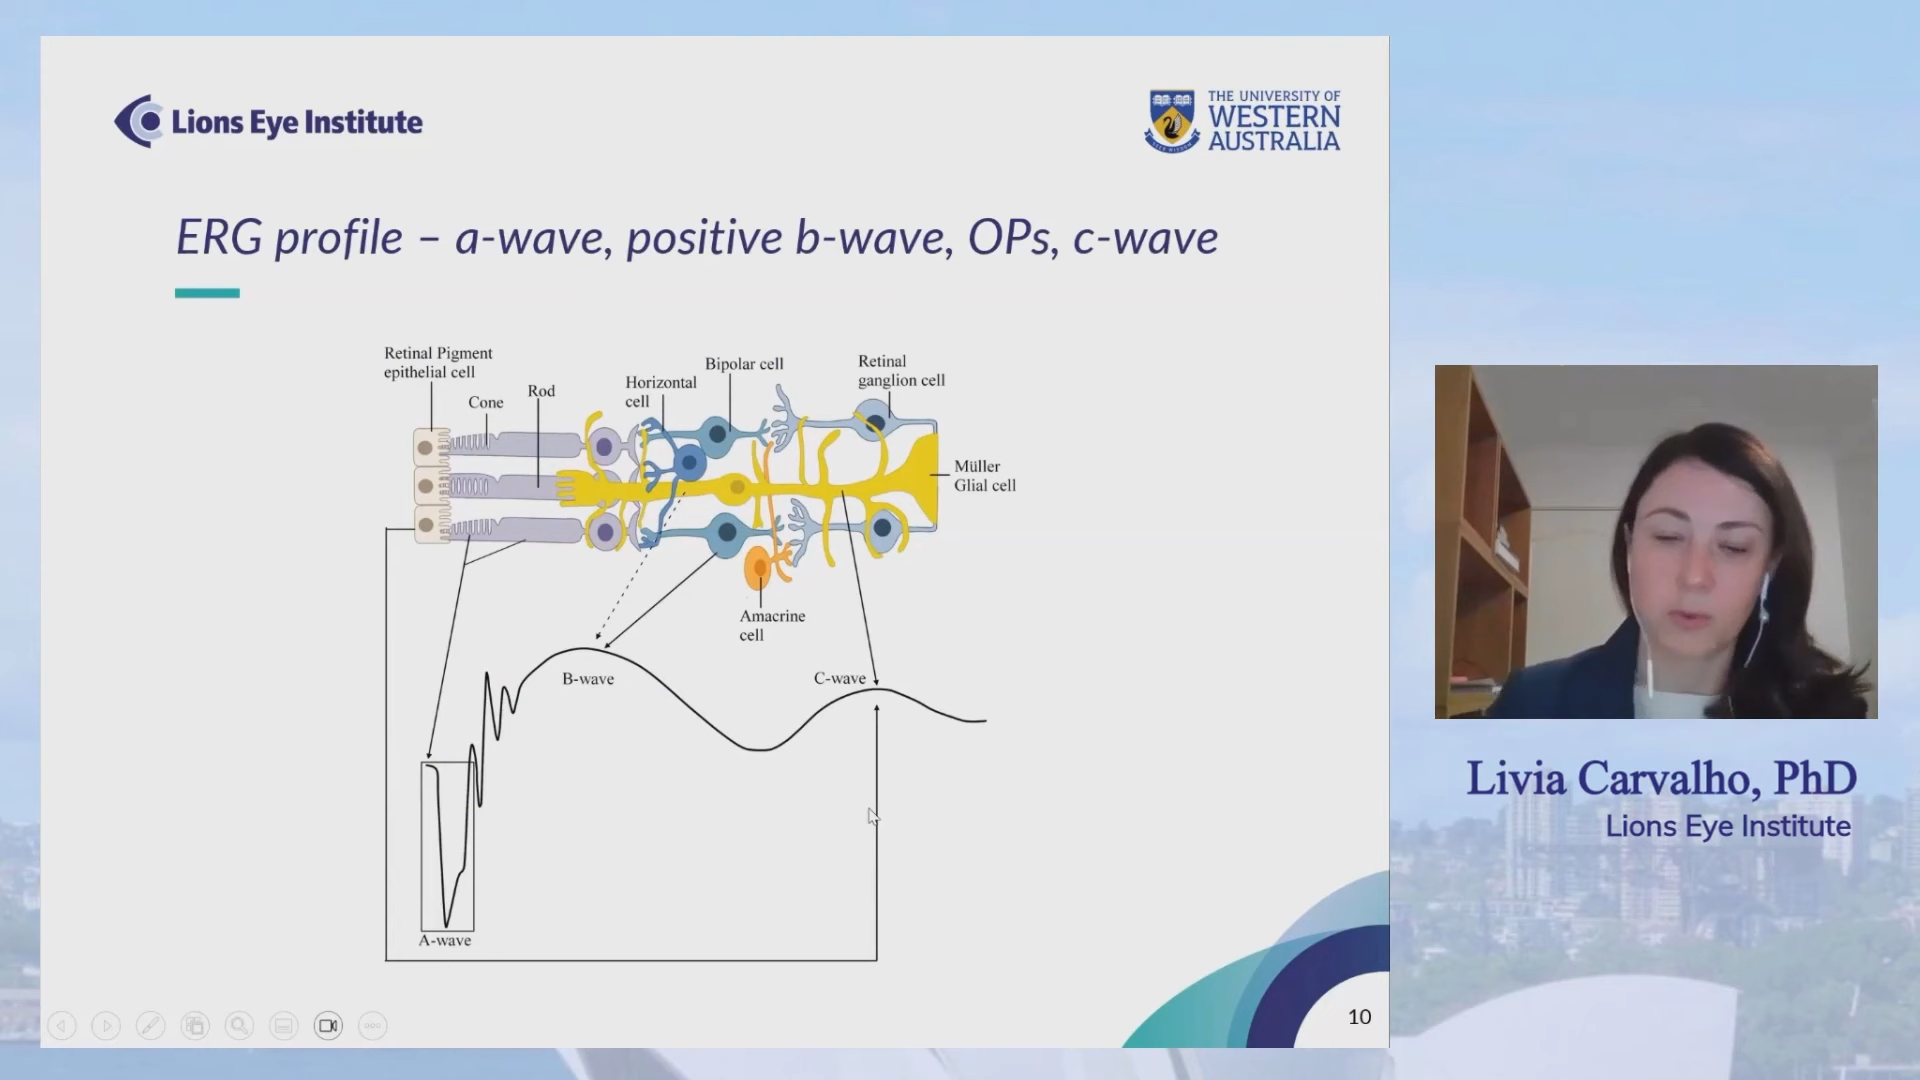 Lions Eye Institute
THE UNIVERSITY OF
WESTERN
AUSTRALIA
ERG profile – a-wave, positive b-wave, OPs, c-wave
Retinal Pigment
epithelial cell
Cone
Rod
Horizontal
cell
Bipolar cell
Retinal
ganglion cell
Müller
Glial cell
Amacrine
cell
B-wave
C-wave
A-wave
10
Livia Carvalho, PhD
Lions Eye Institute